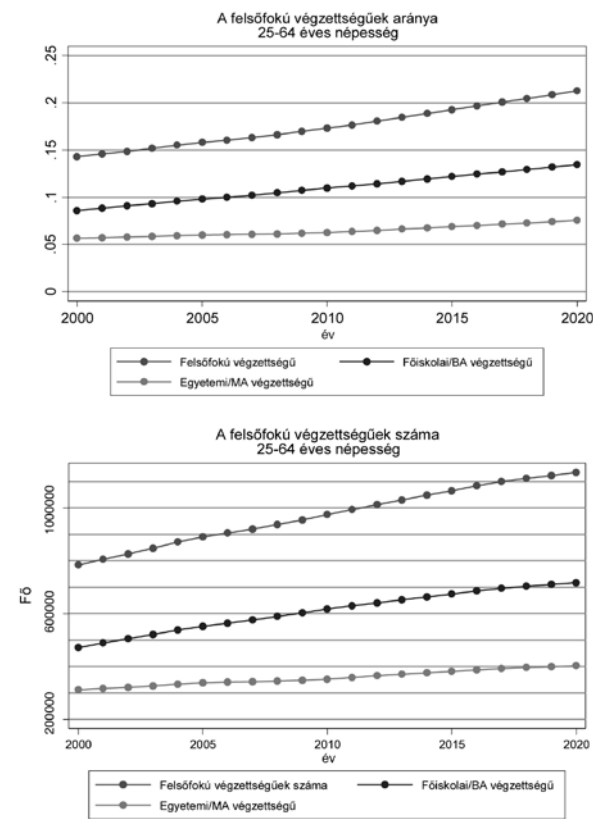 A felsőfokú végzettségűek aránya
25-64 éves népesség
.25
.2
.15
.1
.05
0
2000 2005 2010 2015 2020
év
Felsőfokú végzettségű Főiskolai/BA végzettségű
Egyetemi/MA végzettségű
A felsőfokú végzettségűek száma
25-64 éves népesség
Fő
1000000
600000
200000
2000 2005 2010 2015 2020
év
Felsőfokú végzettségűek száma Főiskolai/BA végzettségű
Egyetemi/MA végzettségű